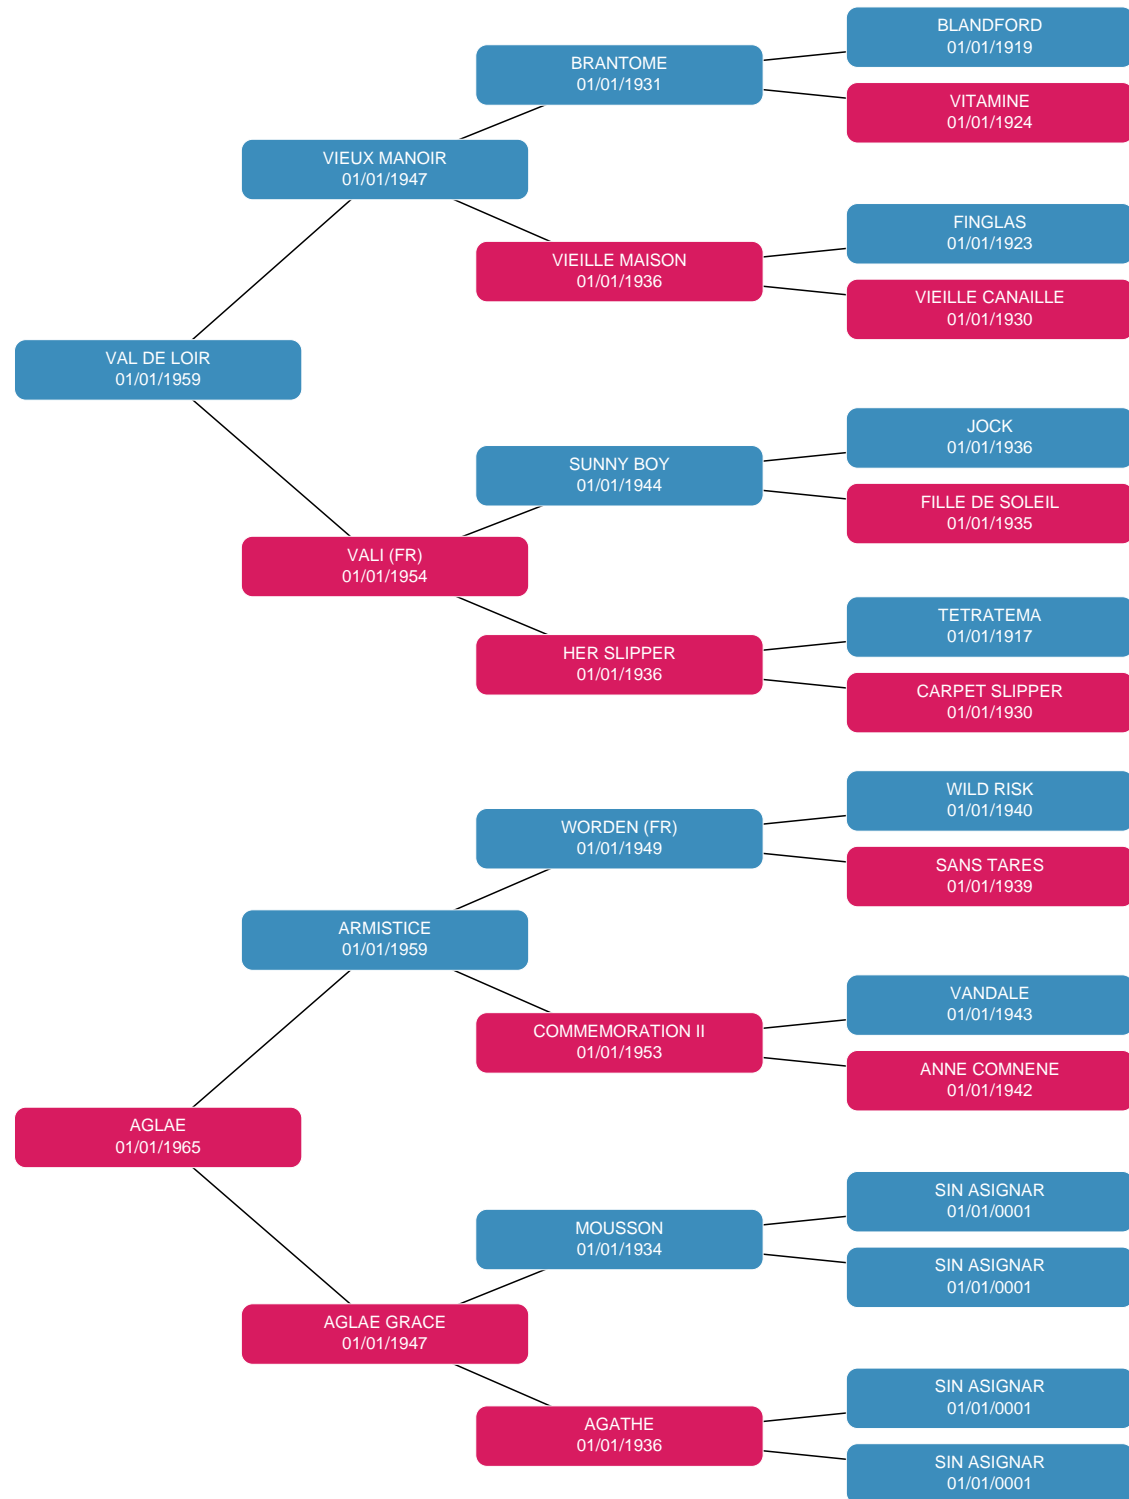 BLANDFORD
01/01/1919
BRANTOME
01/01/1931
VITAMINE
01/01/1924
VIEUX MANOIR
01/01/1947
FINGLAS
01/01/1923
VIEILLE MAISON
01/01/1936
VIEILLE CANAILLE
01/01/1930
VAL DE LOIR
01/01/1959
JOCK
01/01/1936
SUNNY BOY
01/01/1944
FILLE DE SOLEIL
01/01/1935
VALI (FR)
01/01/1954
TETRATEMA
01/01/1917
HER SLIPPER
01/01/1936
CARPET SLIPPER
01/01/1930
WILD RISK
01/01/1940
WORDEN (FR)
01/01/1949
SANS TARES
01/01/1939
ARMISTICE
01/01/1959
VANDALE
01/01/1943
COMMEMORATION II
01/01/1953
ANNE COMNENE
01/01/1942
AGLAE
01/01/1965
SIN ASIGNAR
01/01/0001
MOUSSON
01/01/1934
SIN ASIGNAR
01/01/0001
AGLAE GRACE
01/01/1947
SIN ASIGNAR
01/01/0001
AGATHE
01/01/1936
SIN ASIGNAR
01/01/0001